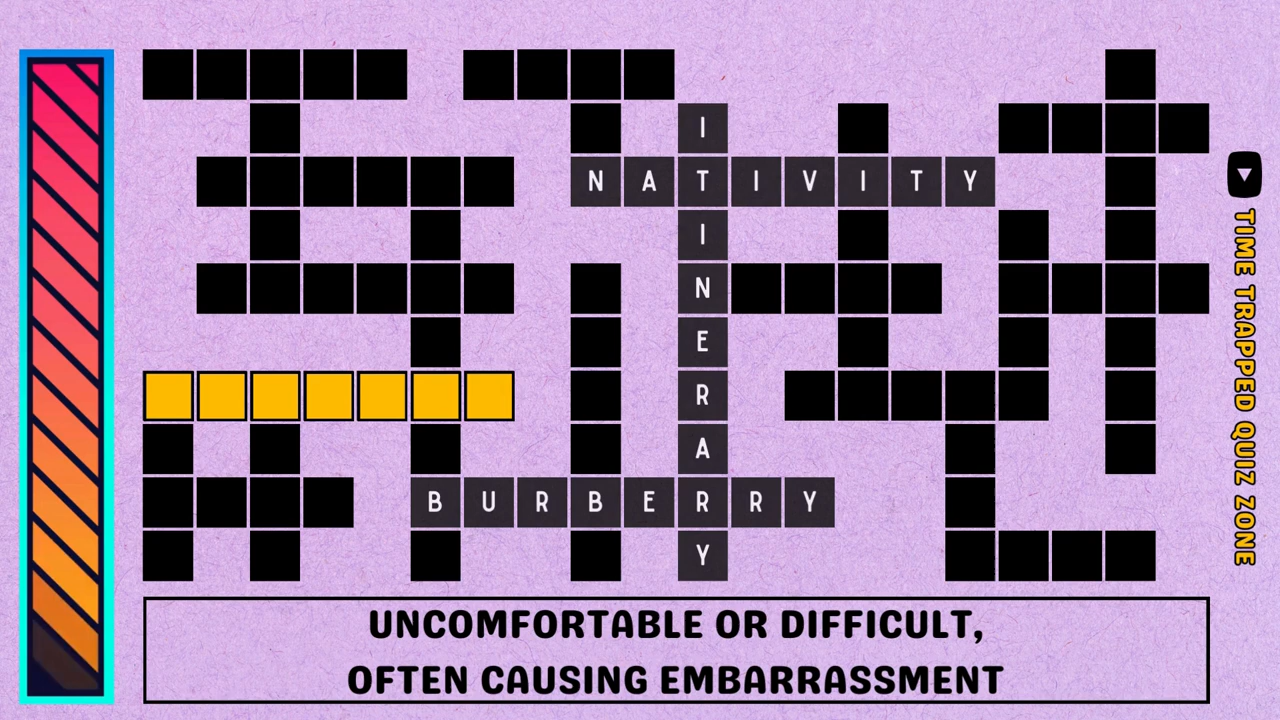 I
NATIVITY
I
N
E
R
A
BURBERRY
Y
UNCOMFORTABLE OR DIFFICULT,
OFTEN CAUSING EMBARRASSMENT
TIME TRAPPED QUIZ ZONE